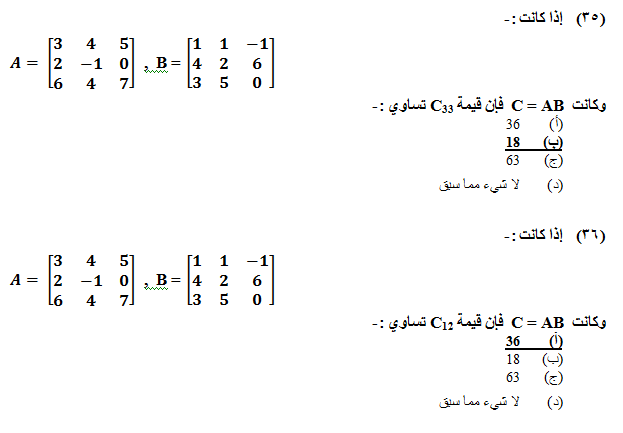 (٣٥) إذا كانت :-
A = [3 4 5; 2 −1 0; 6 4 7] , B = [1 1 −1; 4 2 6; 3 5 0]
وكانت C = AB فإن قيمة C33 تساوي :-
(أ) 36
(ب) 18
(ج) 63
(د) لا شيء مما سبق
(٣٦) إذا كانت :-
A = [3 4 5; 2 −1 0; 6 4 7] , B = [1 1 −1; 4 2 6; 3 5 0]
وكانت C = AB فإن قيمة C12 تساوي :-
(أ) 36
(ب) 18
(ج) 63
(د) لا شيء مما سبق